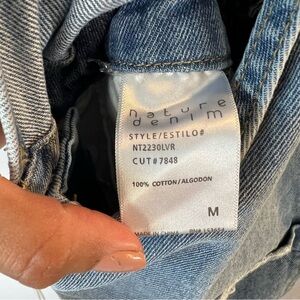 nature
denim
STYLE/ESTILO#
NT2230LVR
CUT#7848
100% COTTON/ALGODON
M
MADE IN CHINA